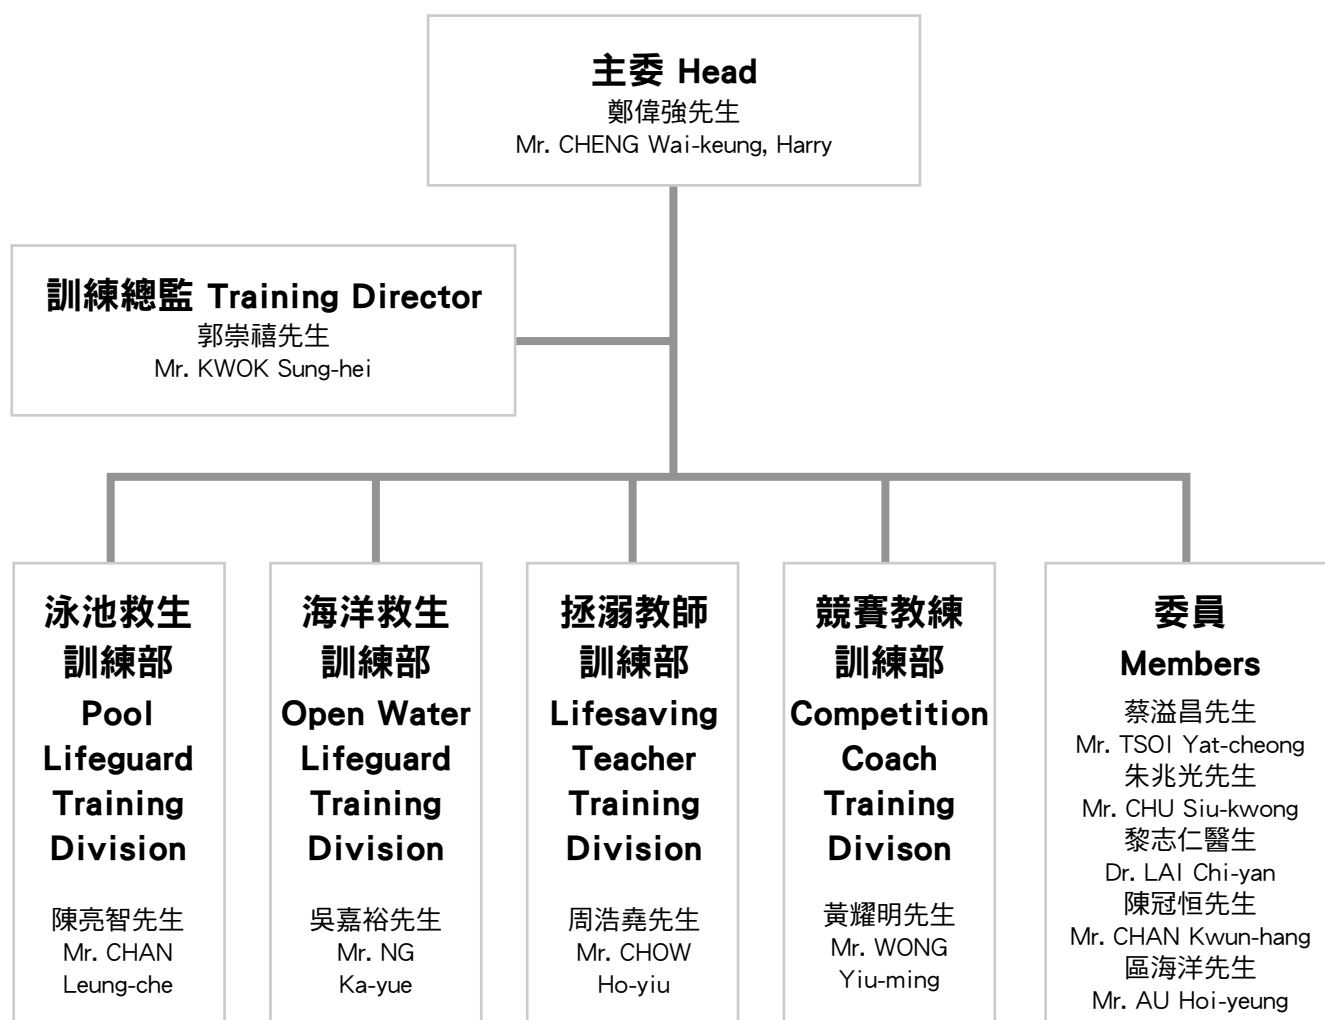 主委 Head
鄭偉強先生
Mr. CHENG Wai-keung, Harry
訓練總監 Training Director
郭崇禧先生
Mr. KWOK Sung-hei
泳池救生
訓練部
Pool
Lifeguard
Training
Division
陳亮智先生
Mr. CHAN
Leung-che
海洋救生
訓練部
Open Water
Lifeguard
Training
Division
吳嘉裕先生
Mr. NG
Ka-yue
拯溺教師
訓練部
Lifesaving
Teacher
Training
Division
周浩堯先生
Mr. CHOW
Ho-yiu
競賽教練
訓練部
Competition
Coach
Training
Divison
黃耀明先生
Mr. WONG
Yiu-ming
委員
Members
蔡溢昌先生
Mr. TSOI Yat-cheong
朱兆光先生
Mr. CHU Siu-kwong
黎志仁醫生
Dr. LAI Chi-yan
陳冠恒先生
Mr. CHAN Kwun-hang
區海洋先生
Mr. AU Hoi-yeung